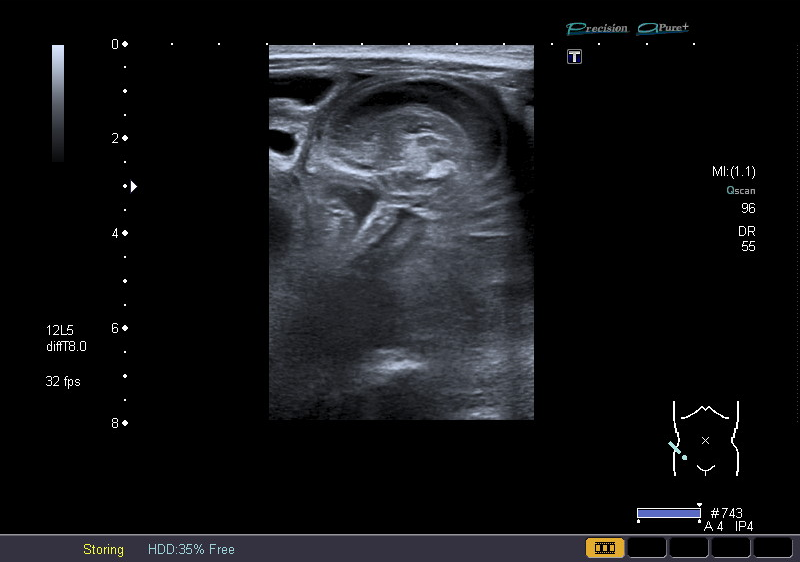 Precision APure+
T
0
2
4
6
8
MI:(1.1)
Qscan
96
DR
55
12L5
diffT8.0
32 fps
#743
A 4 IP4
Storing HDD:35% Free